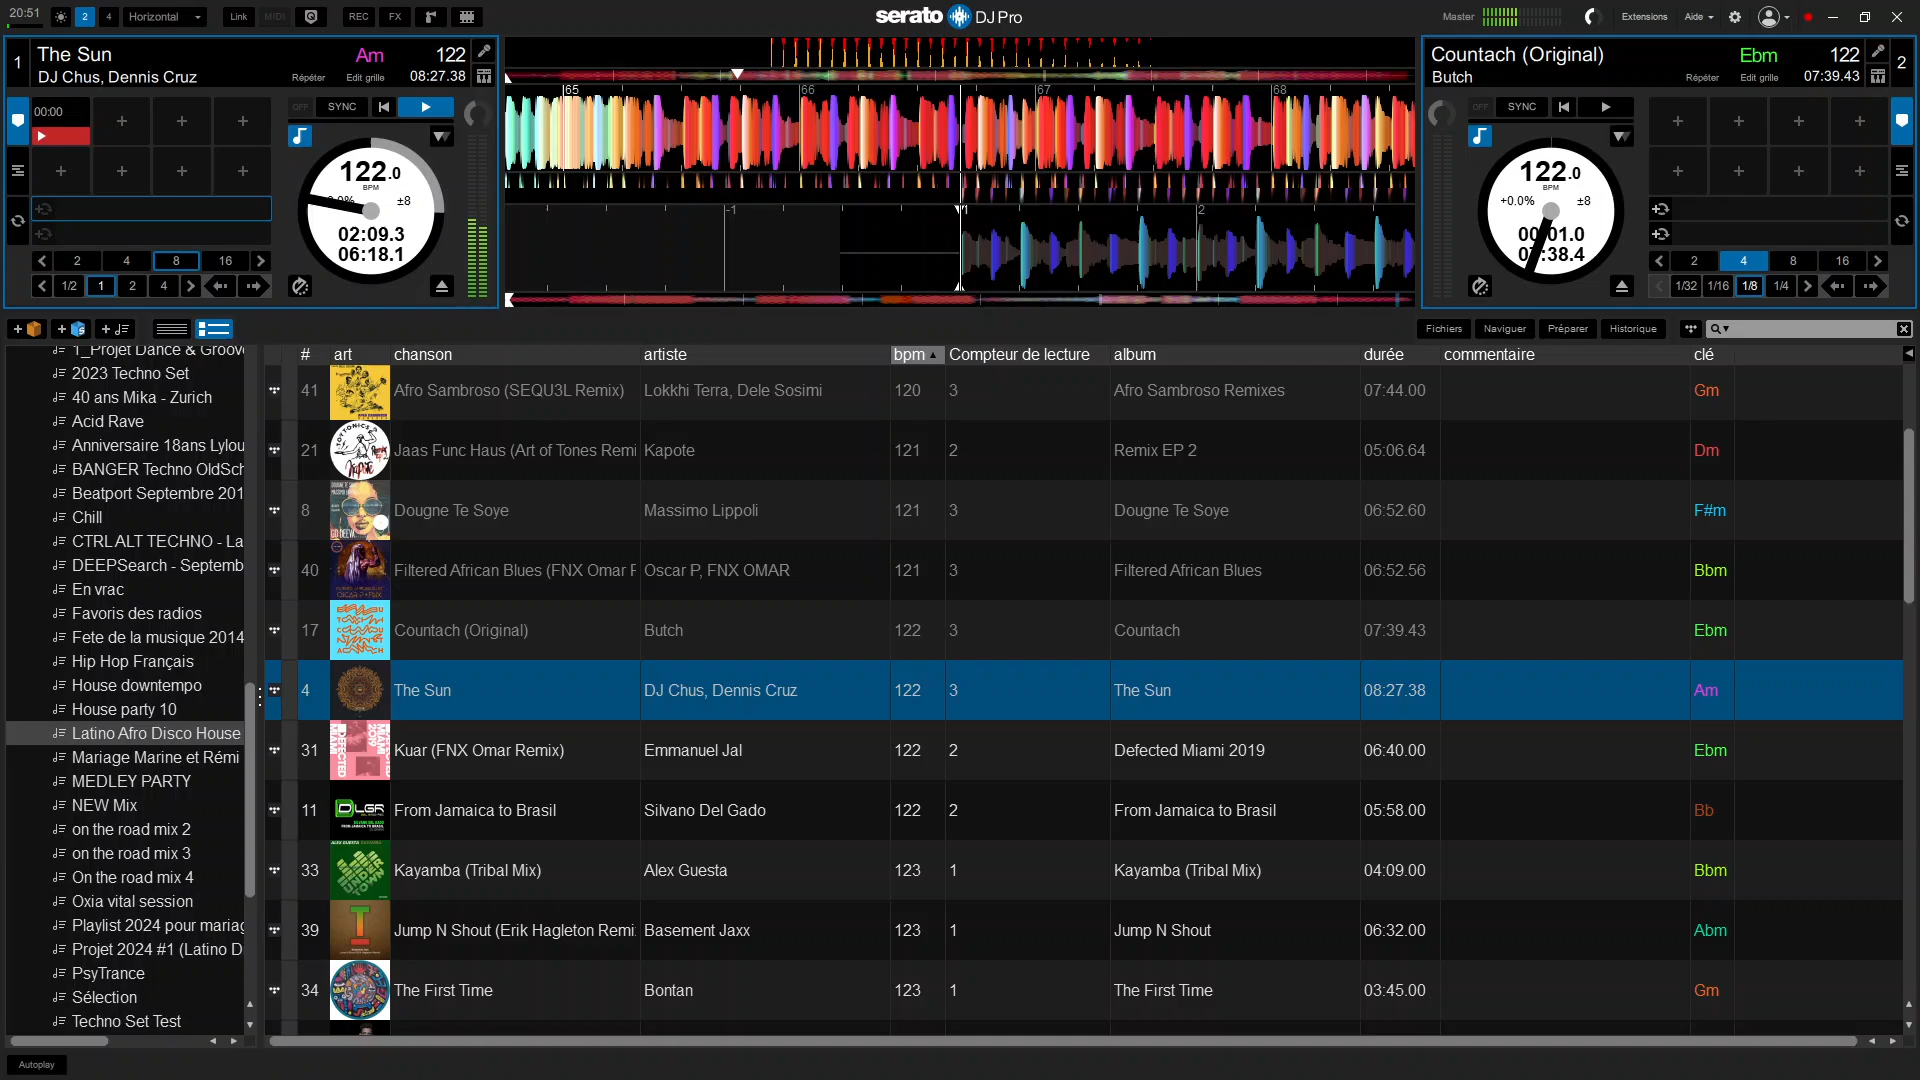 20:51
2
4
Horizontal
Link
MIDI
REC
FX
serato DJ Pro
Master
Extensions
Aide
1
The Sun
Am
122
DJ Chus, Dennis Cruz
Répéter
Edit grille
08:27.38
Countach (Original)
Ebm
122
2
Butch
Répéter
Edit grille
07:39.43
00:00
OFF
SYNC
122.0
BPM
±8
02:09.3
06:18.1
2 4 8 16
1/2 1 2 4
65 66 67 68
-1 1 2
OFF
SYNC
122.0
BPM
+0.0%
±8
2 4 8 16
1/32 1/16 1/8 1/4
Fichiers
Naviguer
Préparer
Historique
1_Projet Dance & Groov
2023 Techno Set
40 ans Mika - Zurich
Acid Rave
Anniversaire 18ans Lylou
BANGER Techno OldSch
Beatport Septembre 201
Chill
CTRL ALT TECHNO - La
DEEPSearch - Septemb
En vrac
Favoris des radios
Fete de la musique 2014
Hip Hop Français
House downtempo
House party 10
Latino Afro Disco House
Mariage Marine et Rémi
MEDLEY PARTY
NEW Mix
on the road mix 2
on the road mix 3
On the road mix 4
Oxia vital session
Playlist 2024 pour mariag
Projet 2024 #1 (Latino D
PsyTrance
Sélection
Techno Set Test
# art chanson artiste bpm Compteur de lecture album durée commentaire clé
41 Afro Sambroso (SEQU3L Remix) Lokkhi Terra, Dele Sosimi 120 3 Afro Sambroso Remixes 07:44.00 Gm
21 Jaas Func Haus (Art of Tones Remi Kapote 121 2 Remix EP 2 05:06.64 Dm
8 Dougne Te Soye Massimo Lippoli 121 3 Dougne Te Soye 06:52.60 F#m
40 Filtered African Blues (FNX Omar R Oscar P, FNX OMAR 121 3 Filtered African Blues 06:52.56 Bbm
17 Countach (Original) Butch 122 3 Countach 07:39.43 Ebm
4 The Sun DJ Chus, Dennis Cruz 122 3 The Sun 08:27.38 Am
31 Kuar (FNX Omar Remix) Emmanuel Jal 122 2 Defected Miami 2019 06:40.00 Ebm
11 From Jamaica to Brasil Silvano Del Gado 122 2 From Jamaica to Brasil 05:58.00 Bb
33 Kayamba (Tribal Mix) Alex Guesta 123 1 Kayamba (Tribal Mix) 04:09.00 Bbm
39 Jump N Shout (Erik Hagleton Remi Basement Jaxx 123 1 Jump N Shout 06:32.00 Abm
34 The First Time Bontan 123 1 The First Time 03:45.00 Gm
Autoplay